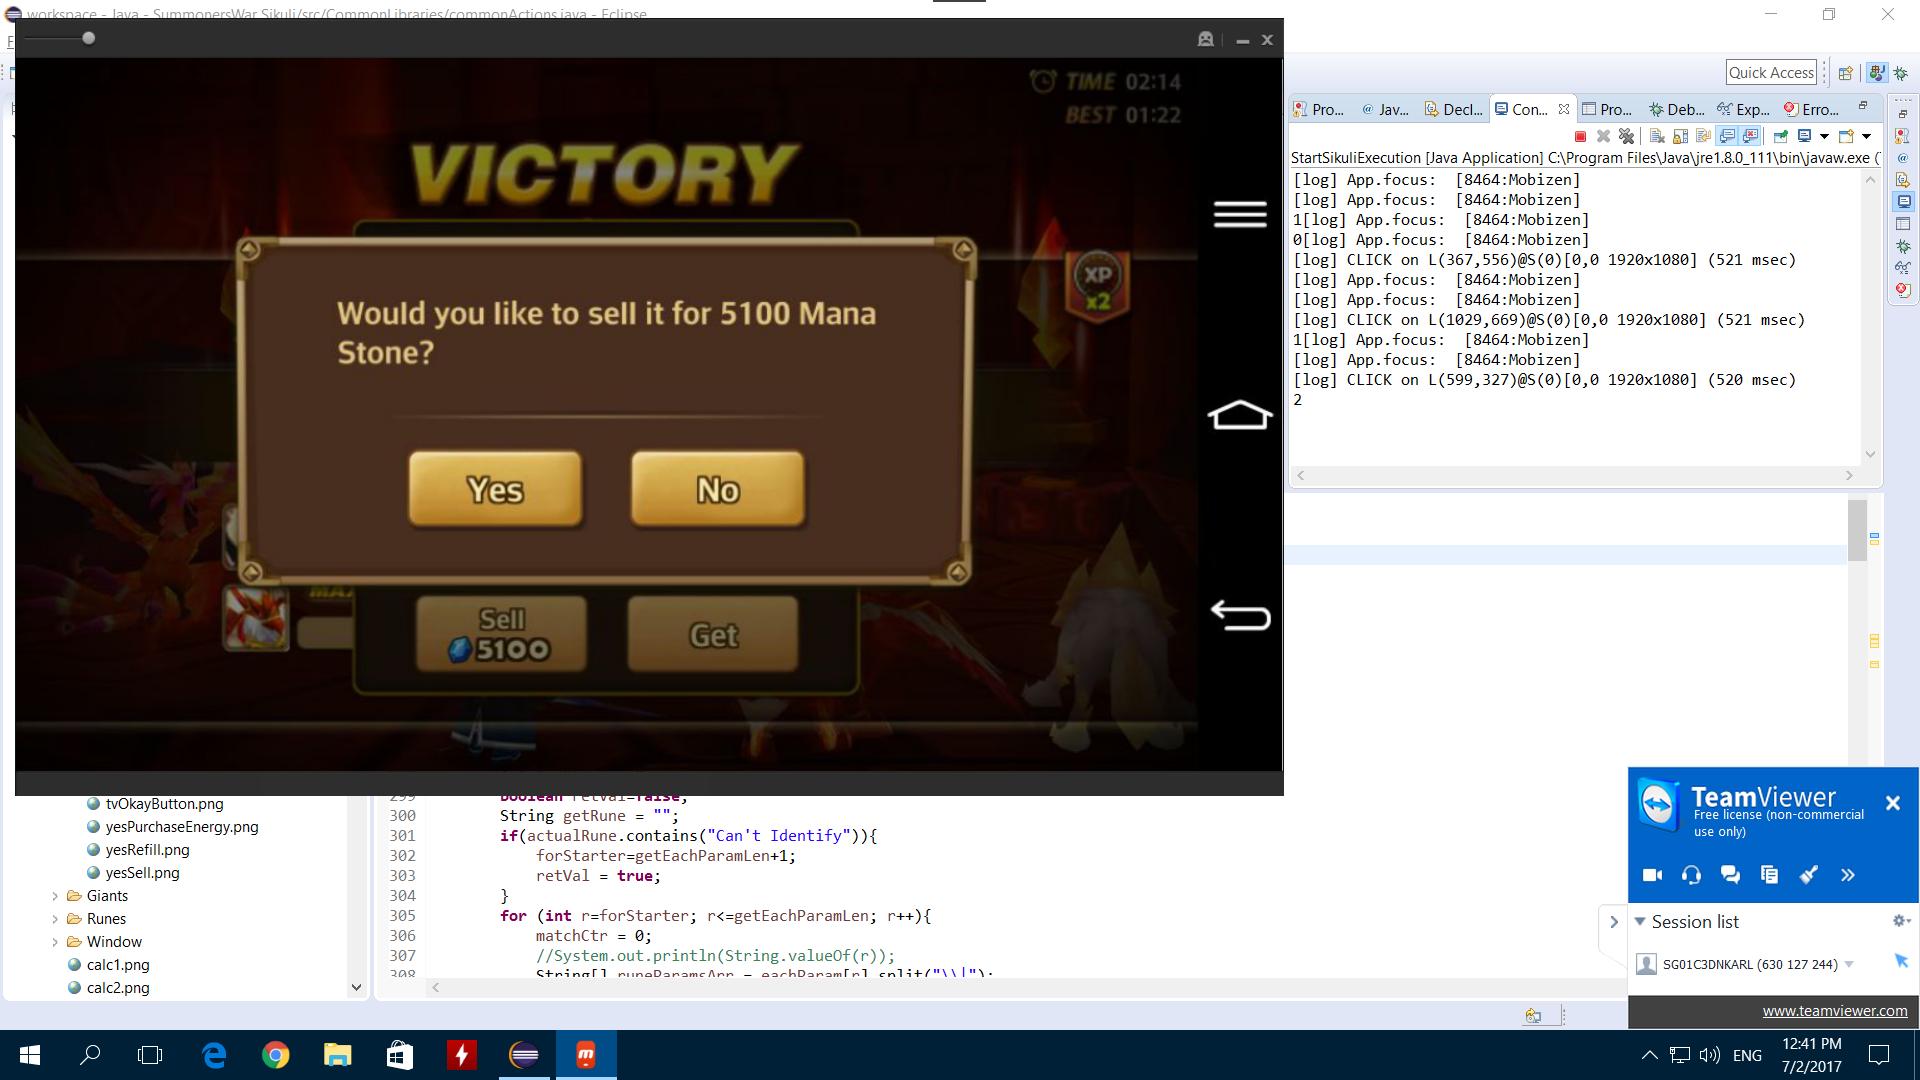 workspace - Java - SummonersWar Sikuli/src/CommonLibraries/commonActions.java - Eclipse
TIME 02:14
BEST 01:22
VICTORY
XP
x2
Would you like to sell it for 5100 Mana
Stone?
Yes
No
MAX
Sell
5100
Get
Quick Access
Pro...
Jav...
Decl...
Con...
Pro...
Deb...
Exp...
Erro...
StartSikuliExecution [Java Application] C:\Program Files\Java\jre1.8.0_111\bin\javaw.exe (
[log] App.focus:  [8464:Mobizen]
[log] App.focus:  [8464:Mobizen]
1[log] App.focus:  [8464:Mobizen]
0[log] App.focus:  [8464:Mobizen]
[log] CLICK on L(367,556)@S(0)[0,0 1920x1080] (521 msec)
[log] App.focus:  [8464:Mobizen]
[log] App.focus:  [8464:Mobizen]
[log] CLICK on L(1029,669)@S(0)[0,0 1920x1080] (521 msec)
1[log] App.focus:  [8464:Mobizen]
[log] App.focus:  [8464:Mobizen]
[log] CLICK on L(599,327)@S(0)[0,0 1920x1080] (520 msec)
2
tvOkayButton.png
yesPurchaseEnergy.png
yesRefill.png
yesSell.png
Giants
Runes
Window
calc1.png
calc2.png
299 boolean retVal=false;
300 String getRune = "";
301 if(actualRune.contains("Can't Identify")){
302 forStarter=getEachParamLen+1;
303 retVal = true;
304 }
305 for (int r=forStarter; r<=getEachParamLen; r++){
306 matchCtr = 0;
307 //System.out.println(String.valueOf(r));
308 String[] runeParamsArr = eachParam[r].split("\\|");
TeamViewer
Free license (non-commercial
use only)
Session list
SG01C3DNKARL (630 127 244)
www.teamviewer.com
ENG
12:41 PM
7/2/2017